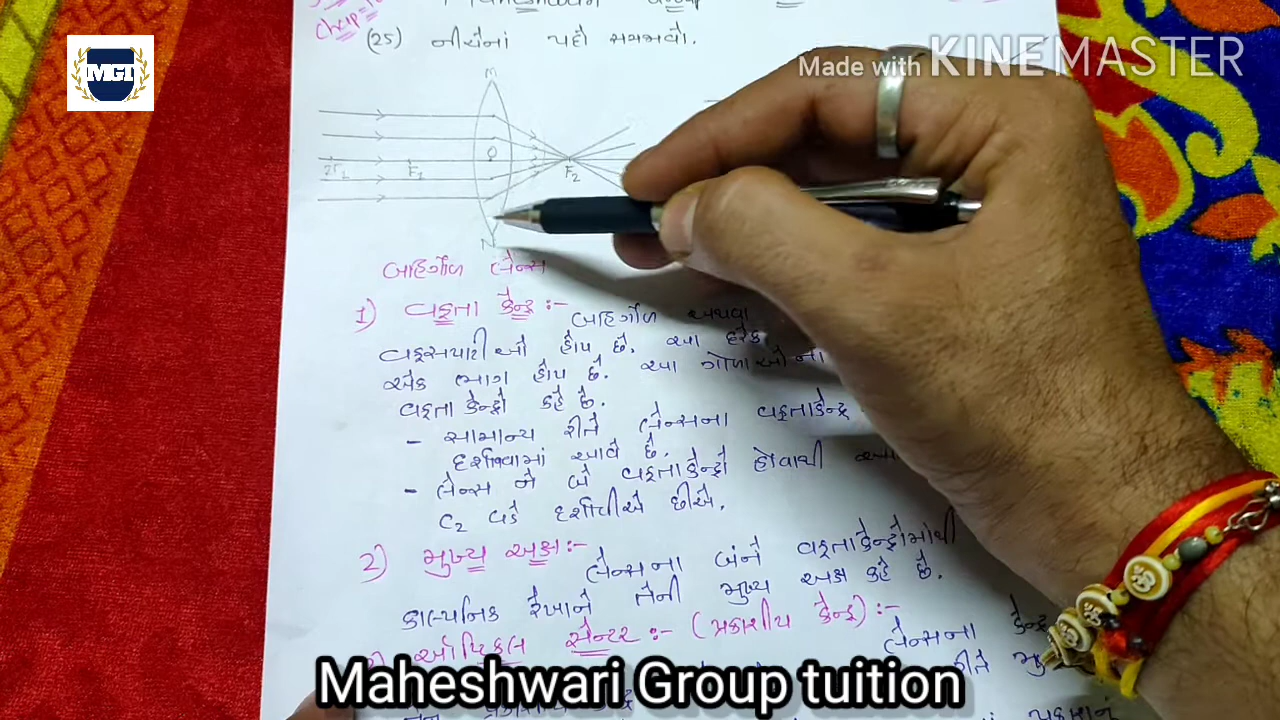 Made with KINEMASTER
MGI
chap
(25) નીચેનાં પદો સમજાવો.
M
O
2F1 F1 F2
N
બહિર્ગોળ લેન્સ
1) વક્રતા કેન્દ્ર :- બહિર્ગોળ અથવા
વક્રસપાટીઓ હોય છે. આ દરેક
એક ભાગ હોય છે. આ ગોળાઓના
વક્રતા કેન્દ્રો કહે છે.
- સામાન્ય રીતે લેન્સના વક્રતાકેન્દ્ર
દર્શાવવામાં આવે છે.
- લેન્સ ને બે વક્રતાકેન્દ્રો હોવાથી
C2 વડે દર્શાવીએ છીએ.
2) મુખ્ય અક્ષ :- લેન્સના બંને વક્રતાકેન્દ્રોમાંથી
કાલ્પનિક રેખાને તેની મુખ્ય અક્ષ કહે છે.
ઓપ્ટિકલ સેન્ટર :- (પ્રકાશીય કેન્દ્ર) :- લેન્સના કેન્દ્ર
રીતે
Maheshwari Group tuition